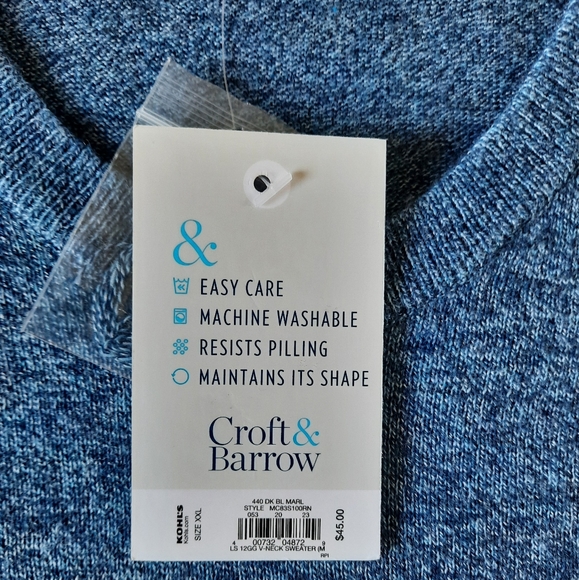 &
EASY CARE
MACHINE WASHABLE
RESISTS PILLING
MAINTAINS ITS SHAPE
Croft&
Barrow
440 DK BL MARL
STYLE MC83S100RN
053 20 23
KOHL'S
Kohls.com
SIZE XXL
$45.00
4 00732 04872 9
LS 12GG V-NECK SWEATER (M
RPI